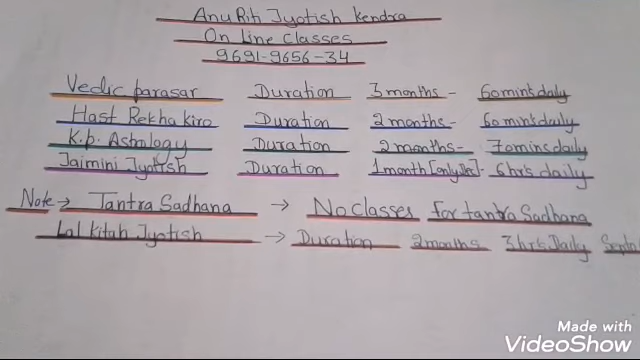 Anu Riti Jyotish Kendra
On Line Classes
9691-9656-34
Vedic parasar Duration 3 months - 60 mints daily
Hast Rekha kiro Duration 2 months - 60 mints daily
K.p. Astrology Duration 2 months - 70 mins daily
Jaimini Jyotish Duration 1 month - 6 hrs daily
Note → Tantra Sadhana → No Classes for tantra Sadhana
Lal kitab Jyotish → Duration 2 months 3 hrs. Daily
Made with
VideoShow